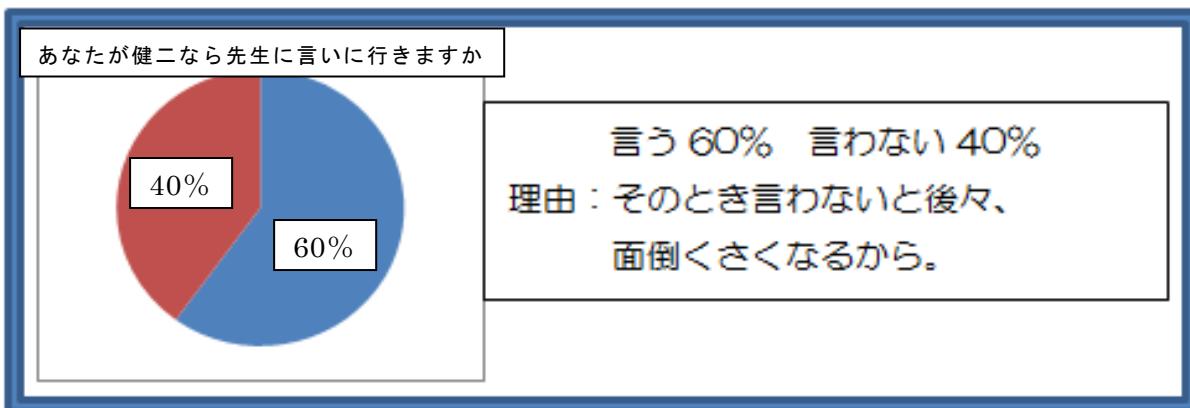 あなたが健二なら先生に言いに行きますか
40%
60%
言う 60%　言わない 40%
理由：そのとき言わないと後々、
面倒くさくなるから。